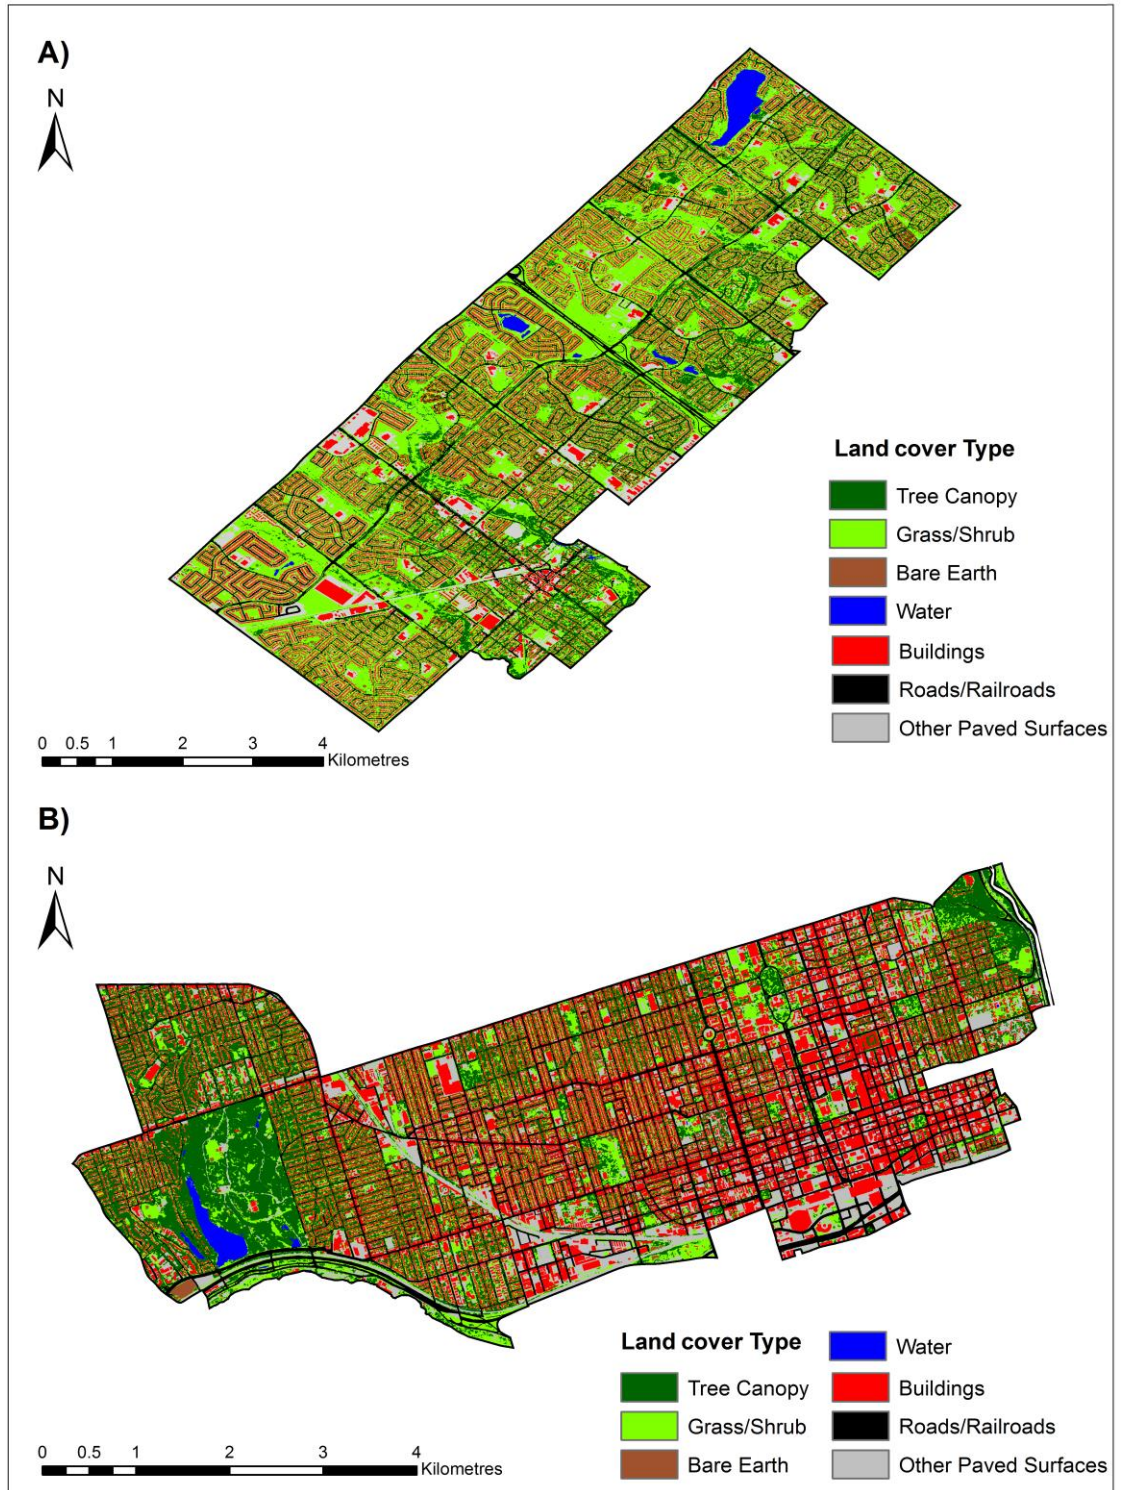 A)
N
Land cover Type
Tree Canopy
Grass/Shrub
Bare Earth
Water
Buildings
Roads/Railroads
Other Paved Surfaces
0 0.5 1 2 3 4
Kilometres
B)
N
Land cover Type
Tree Canopy
Grass/Shrub
Bare Earth
Water
Buildings
Roads/Railroads
Other Paved Surfaces
0 0.5 1 2 3 4
Kilometres